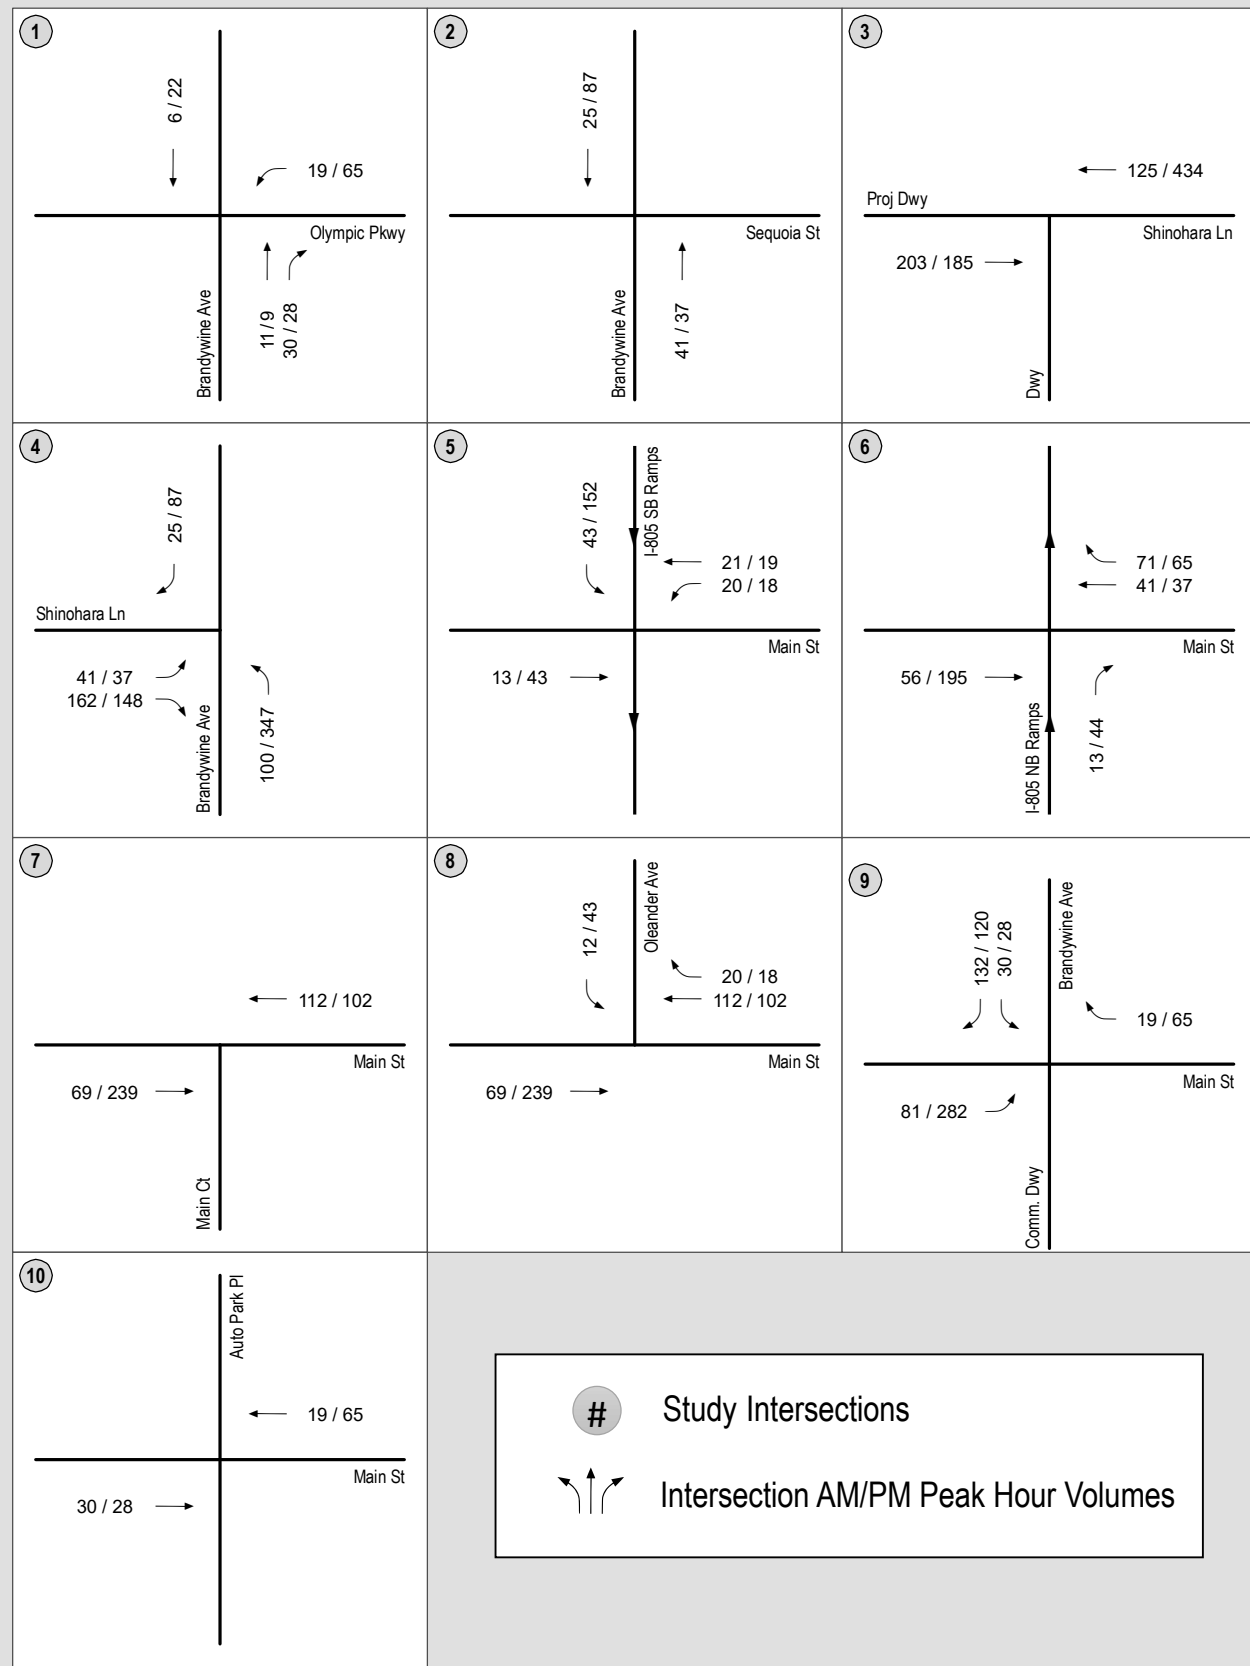 1
6 / 22
19 / 65
Olympic Pkwy
11 / 9
30 / 28
Brandywine Ave
2
25 / 87
Sequoia St
41 / 37
Brandywine Ave
3
125 / 434
Proj Dwy
Shinohara Ln
203 / 185
Dwy
4
25 / 87
Shinohara Ln
41 / 37
162 / 148
Brandywine Ave
100 / 347
5
43 / 152
I-805 SB Ramps
21 / 19
20 / 18
Main St
13 / 43
6
71 / 65
41 / 37
Main St
56 / 195
I-805 NB Ramps
13 / 44
7
112 / 102
Main St
69 / 239
Main Ct
8
12 / 43
Oleander Ave
20 / 18
112 / 102
Main St
69 / 239
9
132 / 120
30 / 28
Brandywine Ave
19 / 65
Main St
81 / 282
Comm. Dwy
10
Auto Park Pl
19 / 65
Main St
30 / 28
# Study Intersections
Intersection AM/PM Peak Hour Volumes